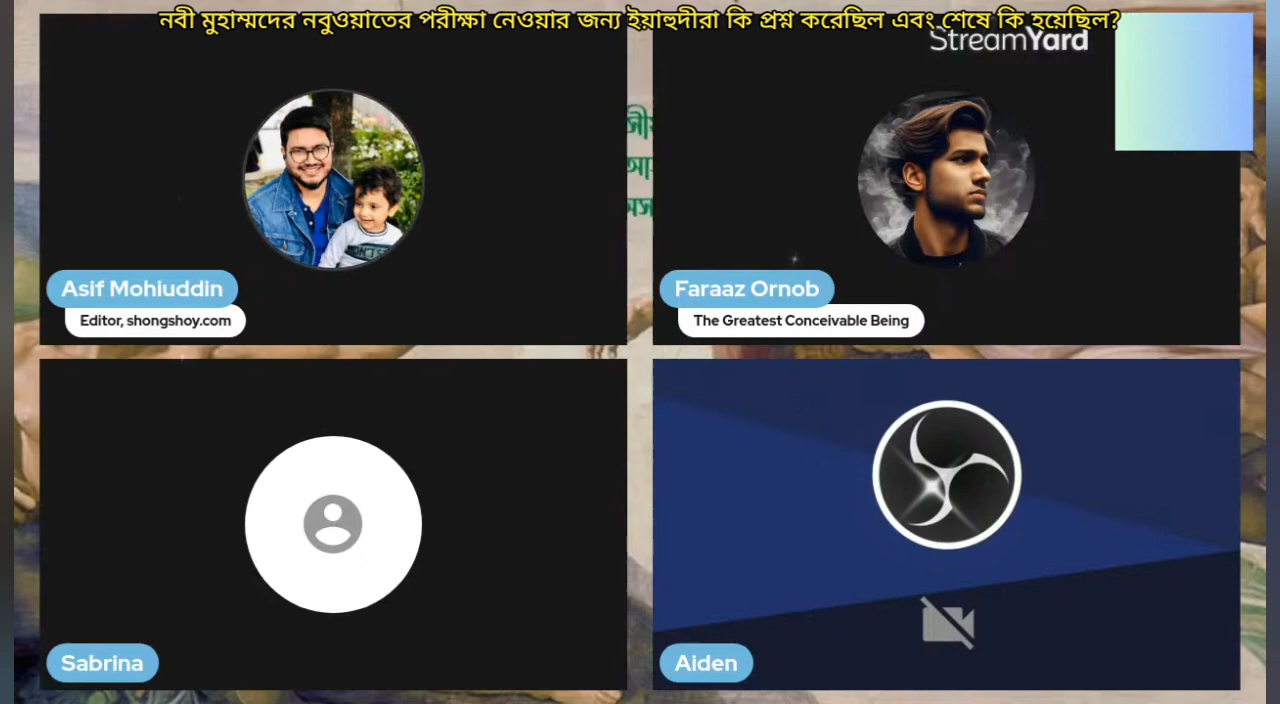 নবী মুহাম্মদের নবুওয়াতের পরীক্ষা নেওয়ার জন্য ইয়াহুদীরা কি প্রশ্ন করেছিল এবং শেষে কি হয়েছিল?
StreamYard
Asif Mohiuddin
Editor, shongshoy.com
Faraaz Ornob
The Greatest Conceivable Being
Sabrina
Aiden